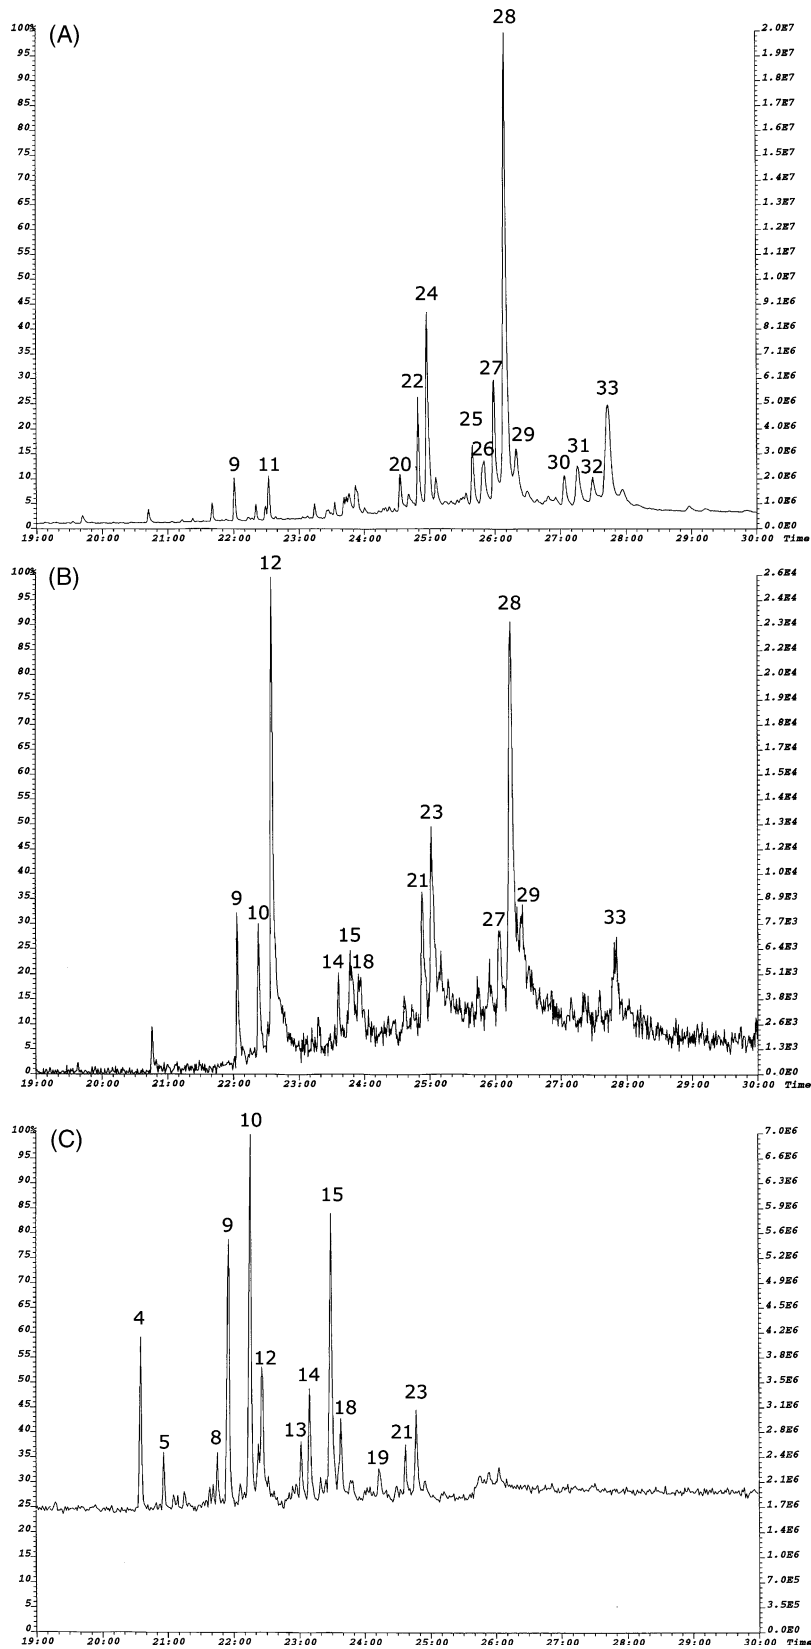 (A)
28
100% 2.0E7
95 1.9E7
90 1.8E7
85 1.7E7
80 1.6E7
75 1.5E7
70 1.4E7
65 1.3E7
60 1.2E7
55 1.1E7
50 1.0E7
24
45 9.1E6
40 8.1E6
35 7.1E6
22 27 33
30 6.1E6
25 5.0E6
25 26 29
20 4.0E6
9 11 20 30 31 32
15 3.0E6
10 2.0E6
5 1.0E6
0 0.0E0
19:00 20:00 21:00 22:00 23:00 24:00 25:00 26:00 27:00 28:00 29:00 30:00 Time
(B)
12
100% 2.6E4
95 2.4E4
28
90 2.3E4
85 2.2E4
80 2.0E4
75 1.9E4
70 1.8E4
65 1.7E4
60 1.5E4
55 1.4E4
23
50 1.3E4
45 1.2E4
40 1.0E4
9 10 21 27 29 33
35 8.9E3
30 7.7E3
14 15 18
25 6.4E3
20 5.1E3
15 3.8E3
10 2.6E3
5 1.3E3
0 0.0E0
19:00 20:00 21:00 22:00 23:00 24:00 25:00 26:00 27:00 28:00 29:00 30:00 Time
(C)
10
100% 7.0E6
95 6.6E6
90 6.3E6
15
85 5.9E6
9
80 5.6E6
75 5.2E6
70 4.9E6
65 4.5E6
4
60 4.2E6
55 3.8E6
12 14
50 3.5E6
23
45 3.1E6
13 18 21
40 2.8E6
5 8 19
35 2.4E6
30 2.1E6
25 1.7E6
20 1.4E6
15 1.0E6
10 7.0E5
5 3.5E5
0 0.0E0
19:00 20:00 21:00 22:00 23:00 24:00 25:00 26:00 27:00 28:00 29:00 30:00 Time